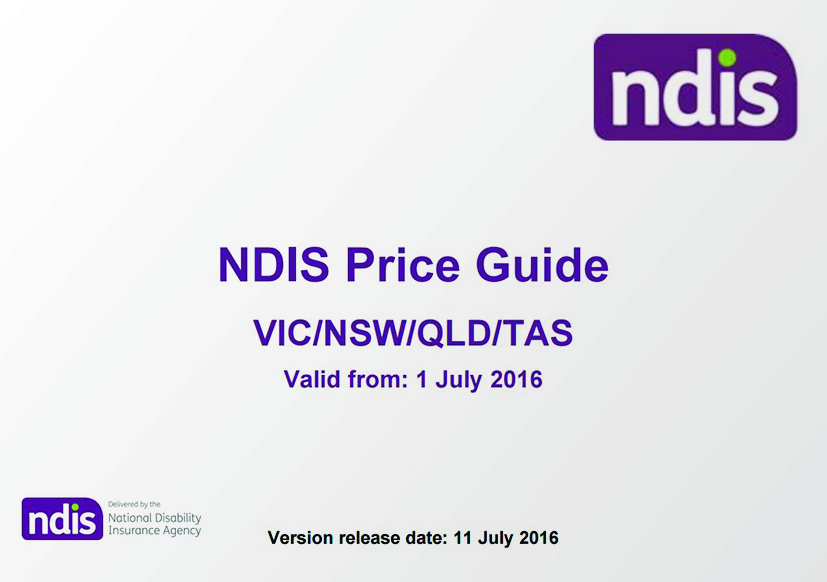 ndis
NDIS Price Guide
VIC/NSW/QLD/TAS
Valid from: 1 July 2016
ndis
Delivered by the
National Disability
Insurance Agency
Version release date: 11 July 2016